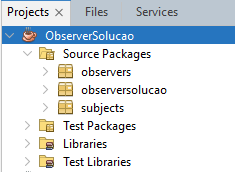 Projects × Files Services
ObserverSolucao
Source Packages
observers
observersolucao
subjects
Test Packages
Libraries
Test Libraries